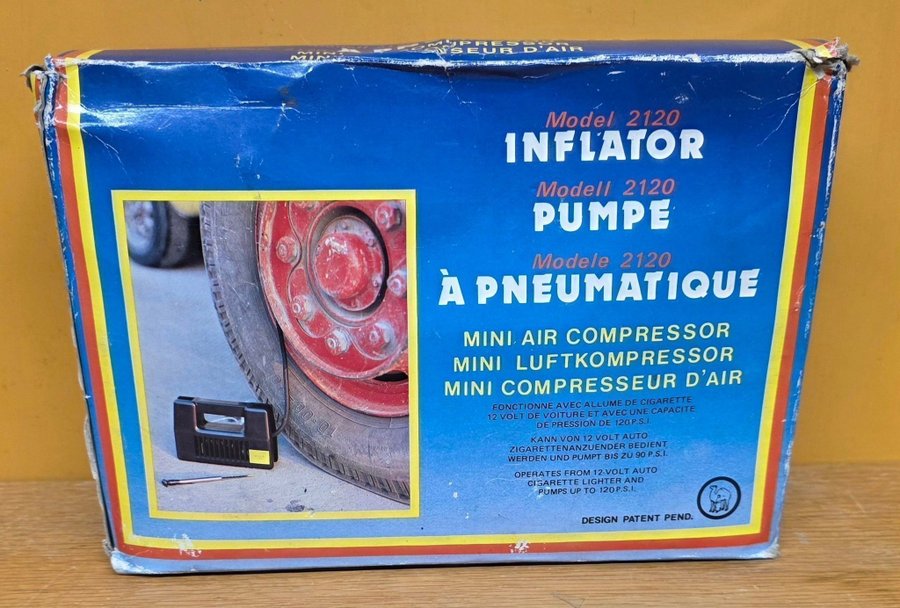 MINI COMPRESSEUR D'AIR
Model 2120
INFLATOR
Modell 2120
PUMPE
Modele 2120
À PNEUMATIQUE
MINI AIR COMPRESSOR
MINI LUFTKOMPRESSOR
MINI COMPRESSEUR D'AIR
FONCTIONNE AVEC ALLUME DE CIGARETTE
12 VOLT DE VOITURE ET AVEC UNE CAPACITE
DE PRESSION DE 120 P.S.I.
KANN VON 12 VOLT AUTO
ZIGARETTENANZUENDER BEDIENT
WERDEN UND PUMPT BIS ZU 90 P.S.I.
OPERATES FROM 12-VOLT AUTO
CIGARETTE LIGHTER AND
PUMPS UP TO 120 P.S.I.
DESIGN PATENT PEND.